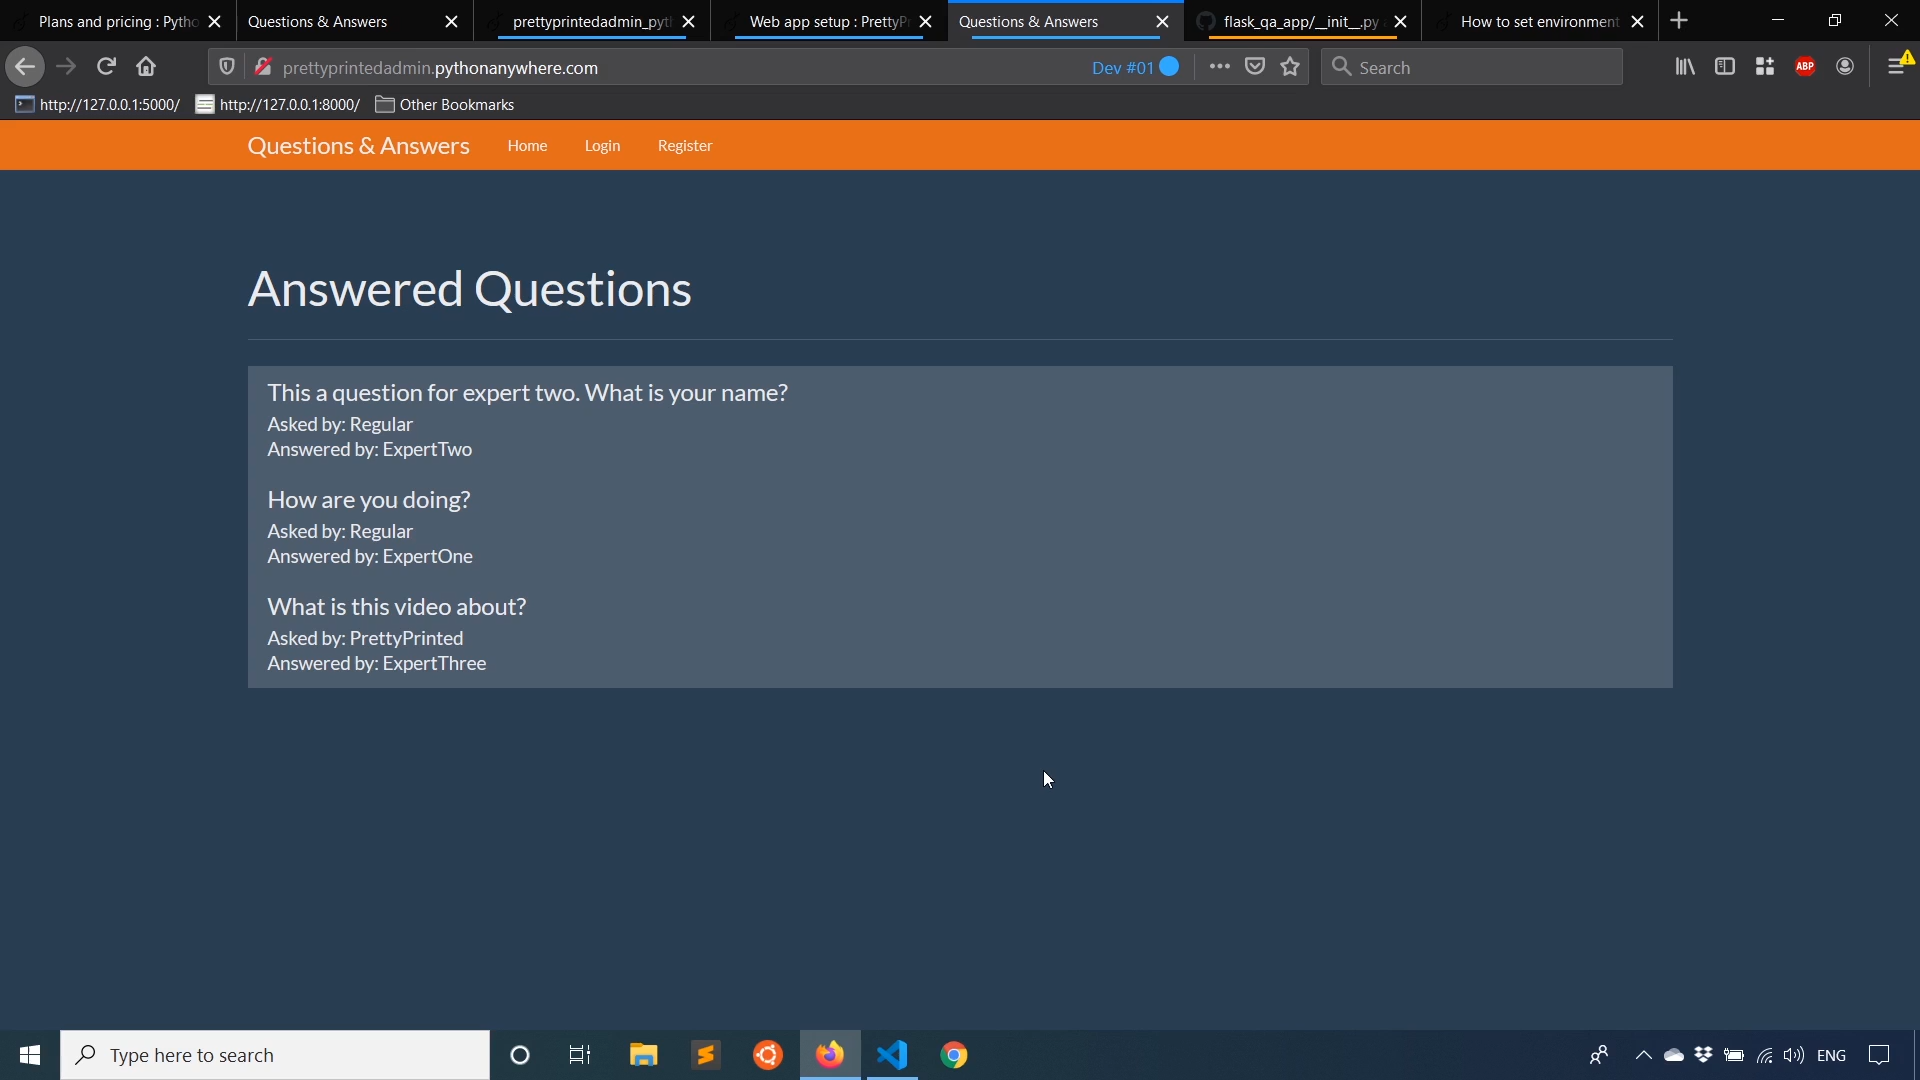 Plans and pricing : Pytho
Questions & Answers
prettyprintedadmin_pyt
Web app setup : PrettyP
Questions & Answers
flask_qa_app/__init__.py
How to set environment
prettyprintedadmin.pythonanywhere.com
Dev #01
Search
ABP
http://127.0.0.1:5000/
http://127.0.0.1:8000/
Other Bookmarks
Questions & Answers
Home
Login
Register
Answered Questions
This a question for expert two. What is your name?
Asked by: Regular
Answered by: ExpertTwo
How are you doing?
Asked by: Regular
Answered by: ExpertOne
What is this video about?
Asked by: PrettyPrinted
Answered by: ExpertThree
Type here to search
ENG